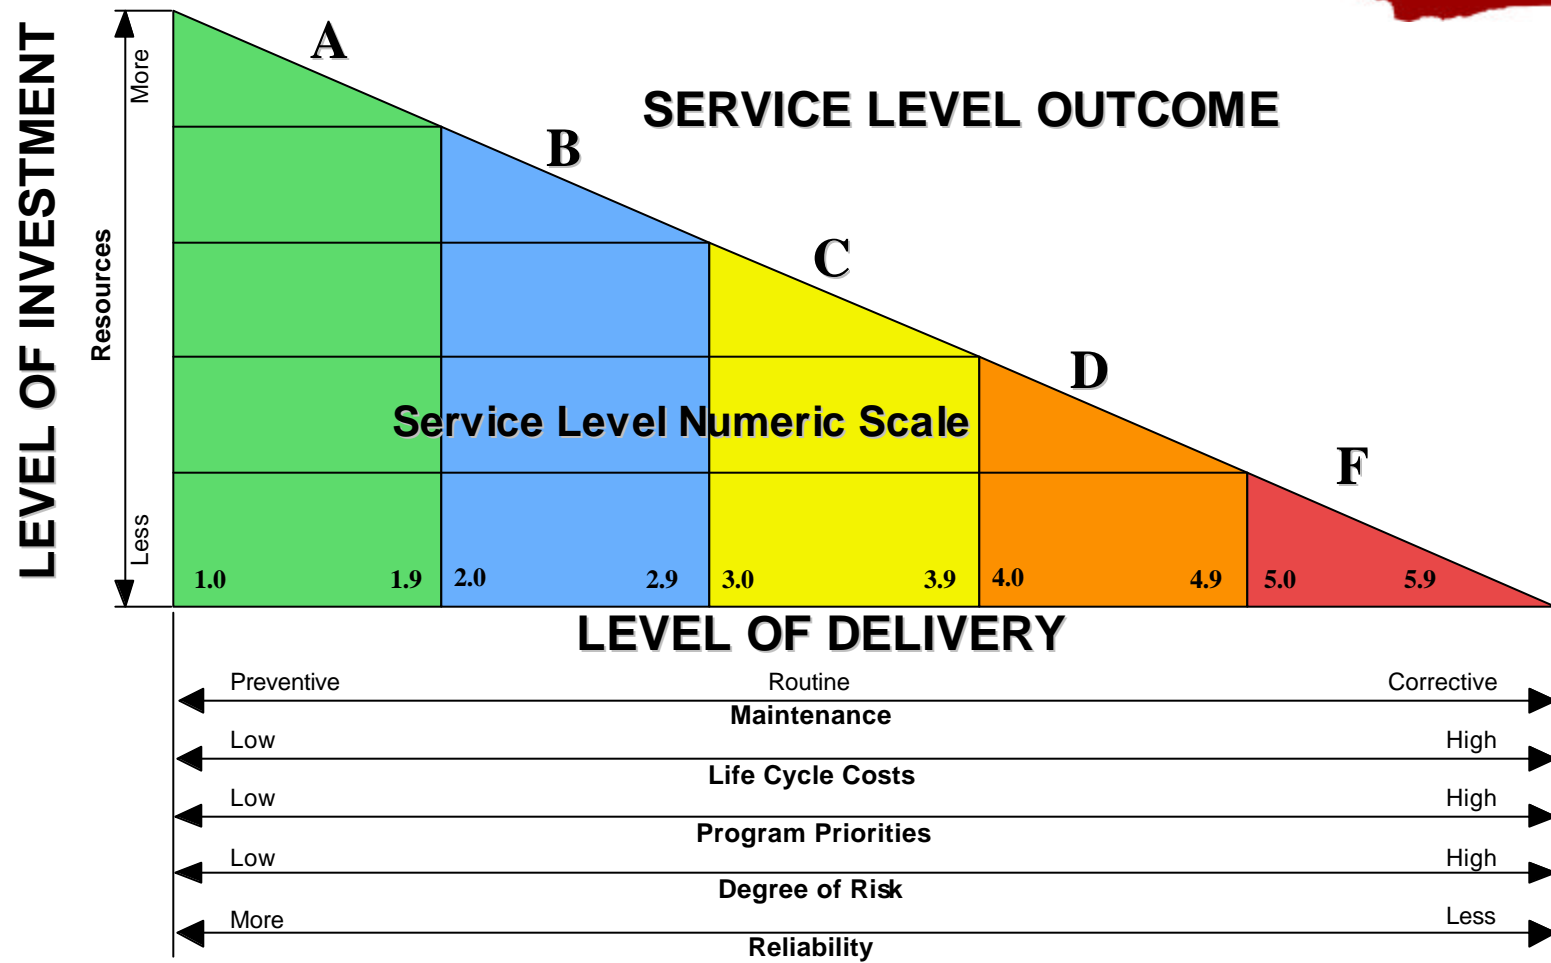 LEVEL OF INVESTMENT
Resources
More
Less
A
B
C
D
F
SERVICE LEVEL OUTCOME
Service Level Numeric Scale
1.0 1.9 2.0 2.9 3.0 3.9 4.0 4.9 5.0 5.9
LEVEL OF DELIVERY
Preventive Routine Corrective
Maintenance
Low High
Life Cycle Costs
Low High
Program Priorities
Low High
Degree of Risk
More Less
Reliability